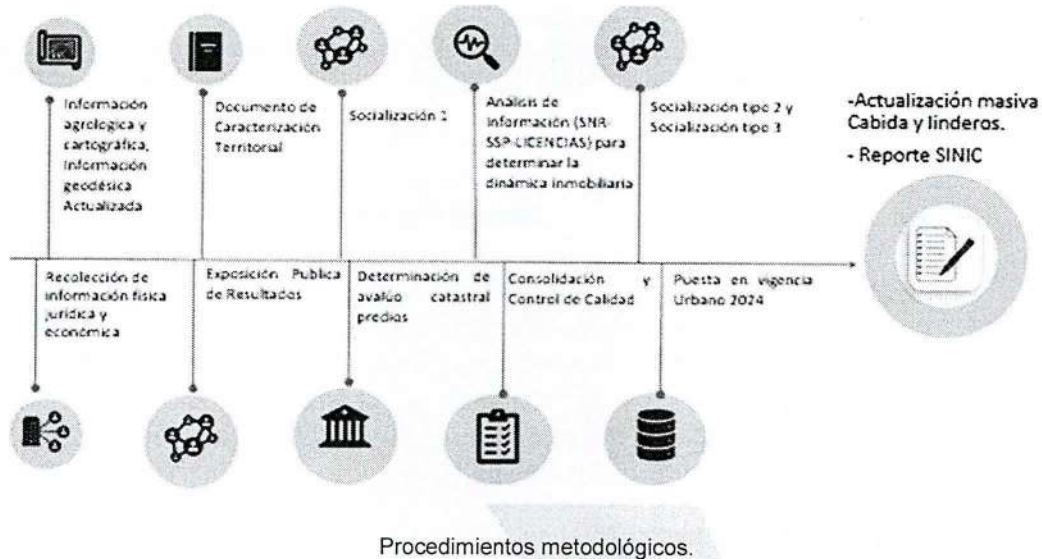 Información
agrológica y
cartográfica,
Información
geodésica
Actualizada
Documento de
Caracterización
Territorial
Socialización 1
Análisis de
Información (SNR-
SSP-LICENCIAS) para
determinar la
dinámica inmobiliaria
Socialización tipo 2 y
Socialización tipo 3
-Actualización masiva
Cabida y linderos.
- Reporte SINIC
Recolección de
información física
jurídica y
económica
Exposición Publica
de Resultados
Determinación de
avalúo catastral
predios
Consolidación y
Control de Calidad
Puesta en vigencia
Urbano 2024
Procedimientos metodológicos.